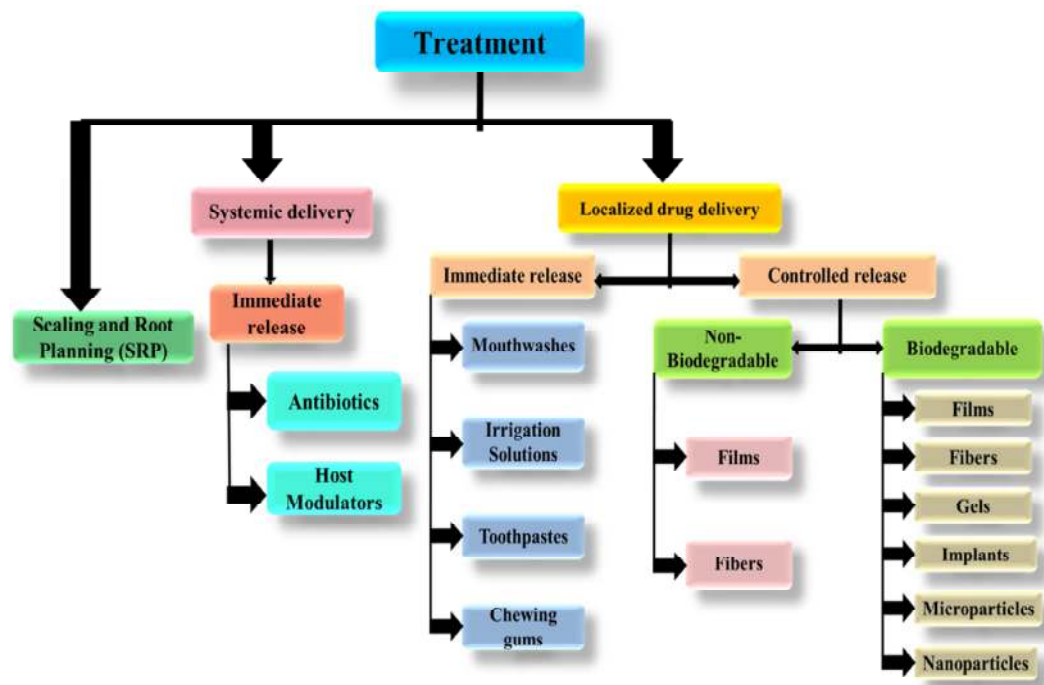 Treatment
Systemic delivery
Localized drug delivery
Immediate release
Controlled release
Scaling and Root
Planning (SRP)
Immediate
release
Mouthwashes
Non-
Biodegradable
Biodegradable
Antibiotics
Films
Irrigation
Solutions
Films
Fibers
Host
Modulators
Gels
Toothpastes
Fibers
Implants
Microparticles
Chewing
gums
Nanoparticles